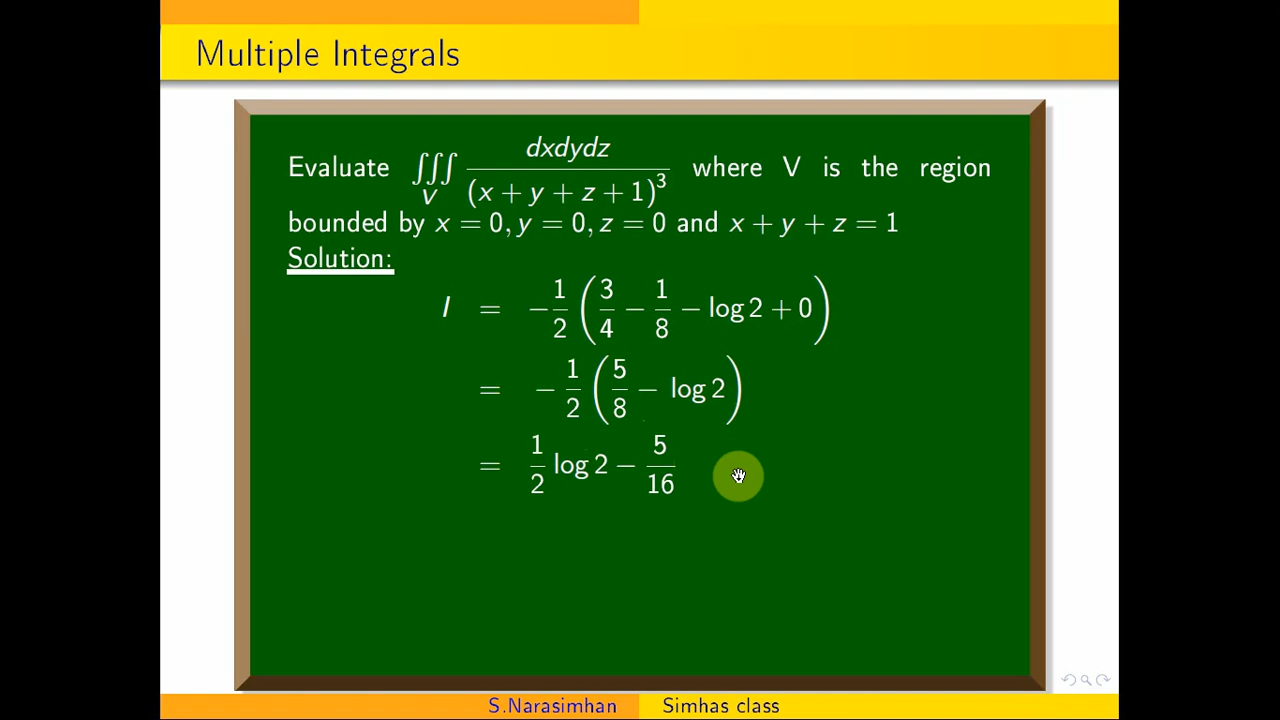 Multiple Integrals
Evaluate ∭_V dxdydz / (x + y + z + 1)^3 where V is the region
bounded by x = 0, y = 0, z = 0 and x + y + z = 1
Solution:
I = −1/2 (3/4 − 1/8 − log 2 + 0)
= −1/2 (5/8 − log 2)
= 1/2 log 2 − 5/16
S.Narasimhan Simhas class